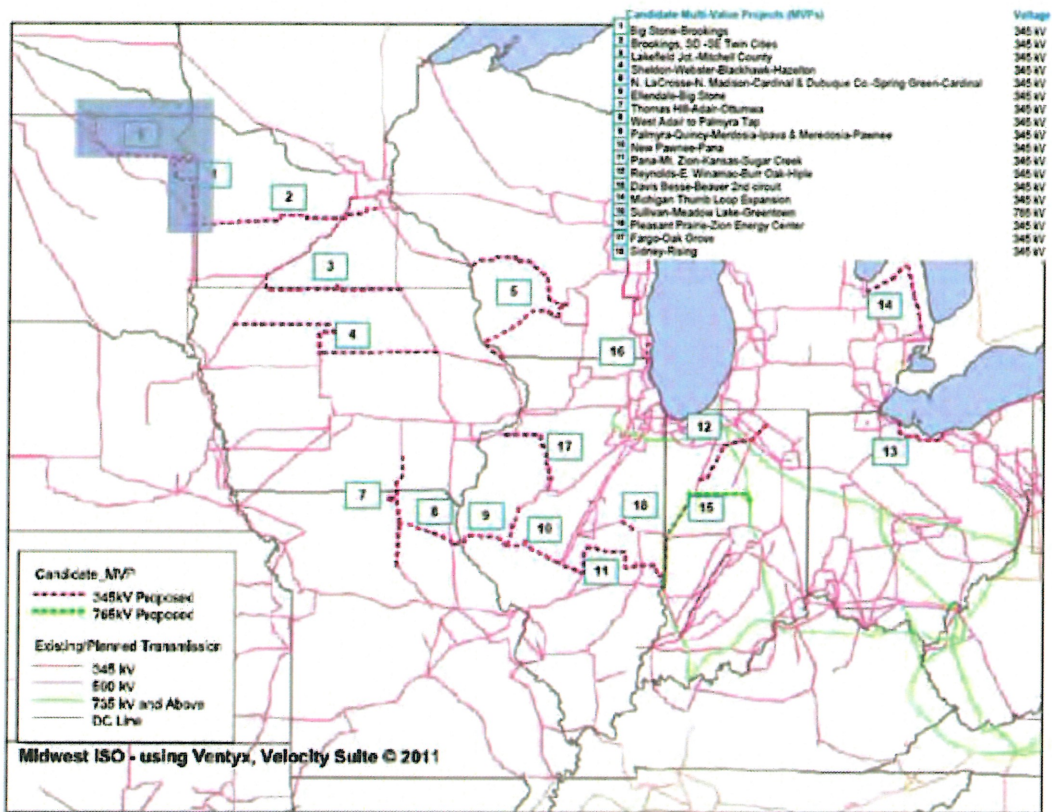 Candidate Multi-Value Projects (MVPs) Voltage
1 Big Stone-Brookings 345 kV
2 Brookings, SD -SE Twin Cities 345 kV
3 Lakefield Jct. -Mitchell County 345 kV
4 Sheldon-Webster-Blackhawk-Hazelton 345 kV
5 N. LaCrosse-N. Madison-Cardinal & Dubuque Co.-Spring Green-Cardinal 345 kV
6 Ellendale-Big Stone 345 kV
7 Thomas Hill-Adair-Ottumwa 345 kV
8 West Adair to Palmyra Tap 345 kV
9 Palmyra-Quincy-Merdosia-Ipava & Meredosia-Pawnee 345 kV
10 New Pawnee-Pana 345 kV
11 Pana-Mt. Zion-Kansas-Sugar Creek 345 kV
12 Reynolds-E. Winamac-Burr Oak-Hiple 345 kV
13 Davis Besse-Beaver 2nd circuit 345 kV
14 Michigan Thumb Loop Expansion 345 kV
15 Sullivan-Meadow Lake-Greentown 765 kV
16 Pleasant Prairie-Zion Energy Center 345 kV
17 Fargo-Oak Grove 345 kV
18 Sidney-Rising 345 kV
1
2
3
4
5
14
16
12
17
13
7
8
9
10
18
15
11
Candidate_MVP
345kV Proposed
765kV Proposed
Existing/Planned Transmission
345 kV
500 kV
735 kV and Above
DC Line
Midwest ISO - using Ventyx, Velocity Suite © 2011